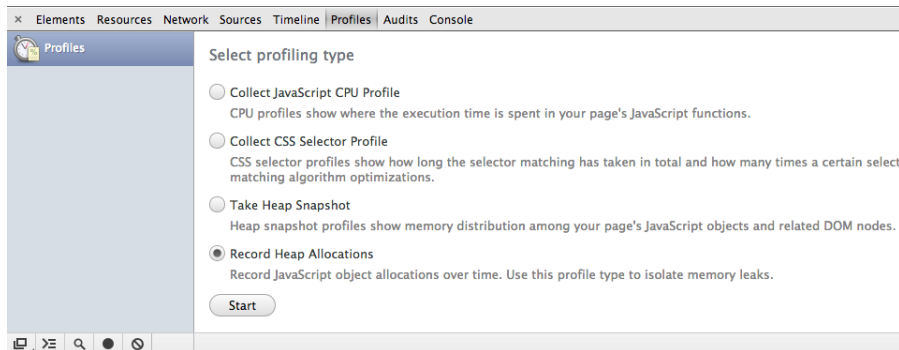 × Elements Resources Network Sources Timeline Profiles Audits Console
Profiles
Select profiling type
Collect JavaScript CPU Profile
CPU profiles show where the execution time is spent in your page's JavaScript functions.
Collect CSS Selector Profile
CSS selector profiles show how long the selector matching has taken in total and how many times a certain select
matching algorithm optimizations.
Take Heap Snapshot
Heap snapshot profiles show memory distribution among your page's JavaScript objects and related DOM nodes.
Record Heap Allocations
Record JavaScript object allocations over time. Use this profile type to isolate memory leaks.
Start